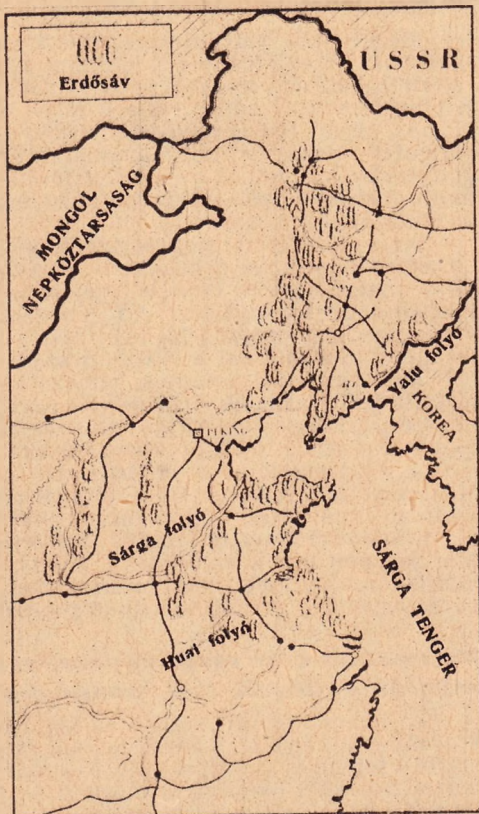 Erdősáv
USSR
MONGOL
NÉPKÖZTÁRSASÁG
Yalu folyó
KOREA
PEKING
Sárga folyó
SÁRGA TENGER
Huai folyó